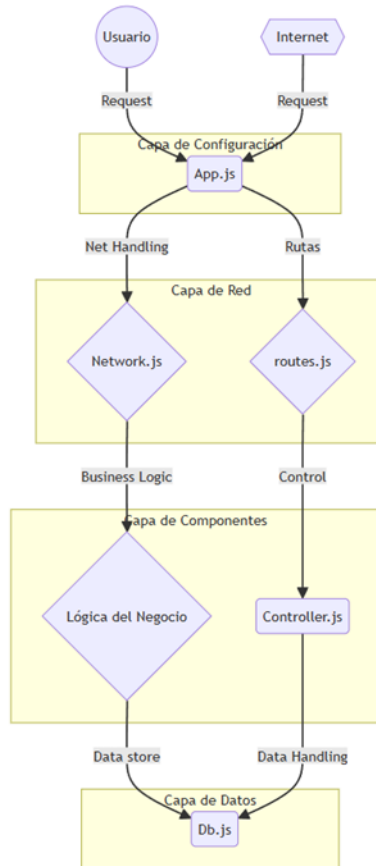 Usuario
Internet
Request
Request
Capa de Configuración
App.js
Net Handling
Rutas
Capa de Red
Network.js
routes.js
Business Logic
Control
Capa de Componentes
Lógica del Negocio
Controller.js
Data store
Data Handling
Capa de Datos
Db.js